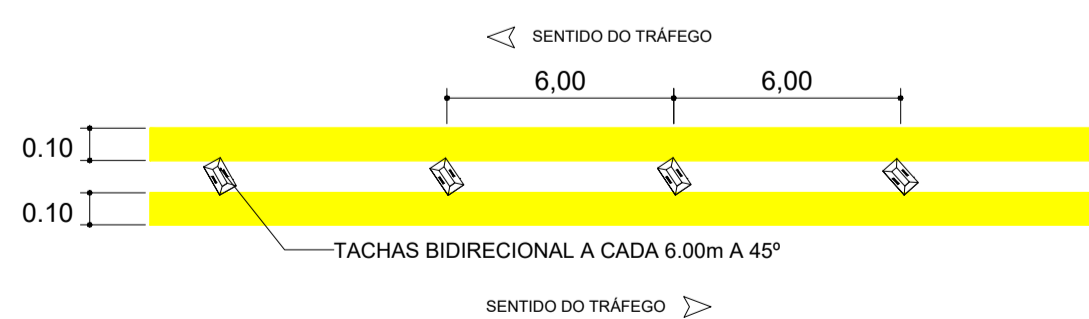 SENTIDO DO TRÁFEGO
6,00 6,00
0.10
0.10
TACHAS BIDIRECIONAL A CADA 6.00m A 45º
SENTIDO DO TRÁFEGO